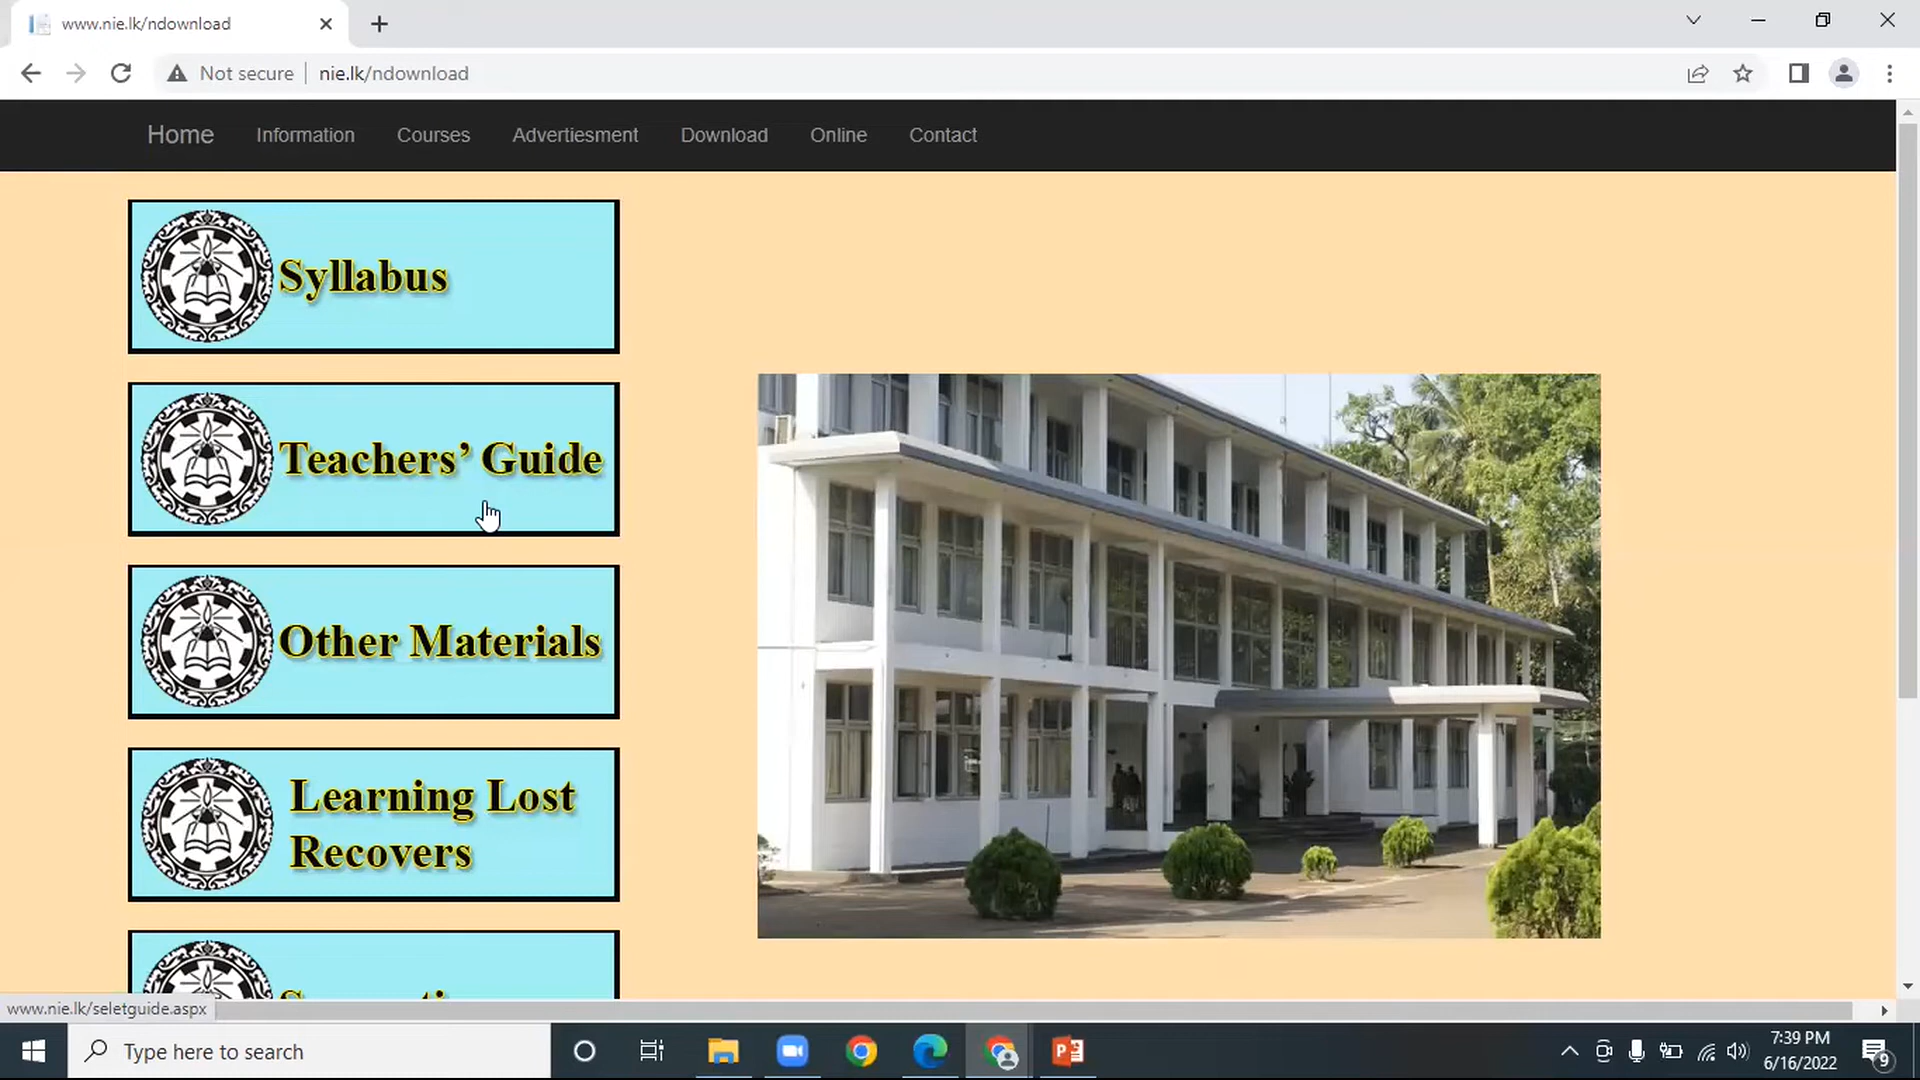 www.nie.lk/ndownload
Not secure
nie.lk/ndownload
Home Information Courses Advertiesment Download Online Contact
Syllabus
Teachers’ Guide
Other Materials
Learning Lost
Recovers
www.nie.lk/seletguide.aspx
Type here to search
7:39 PM
6/16/2022
9